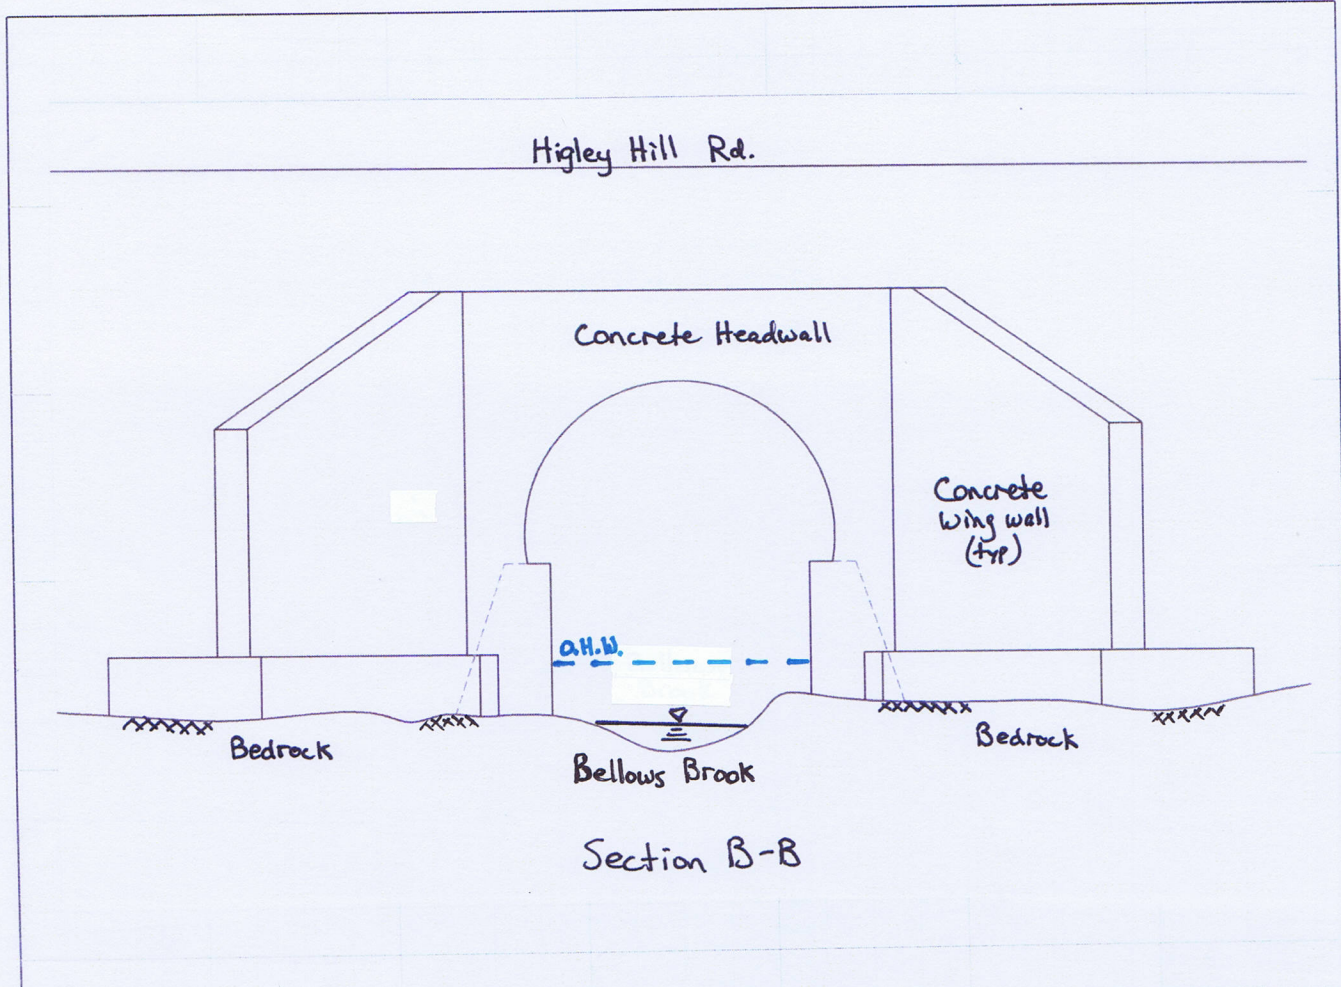 Higley Hill Rd.
Concrete Headwall
Concrete
Wing wall
(typ)
O.H.W.
Bedrock
Bedrock
Bellows Brook
Section B-B